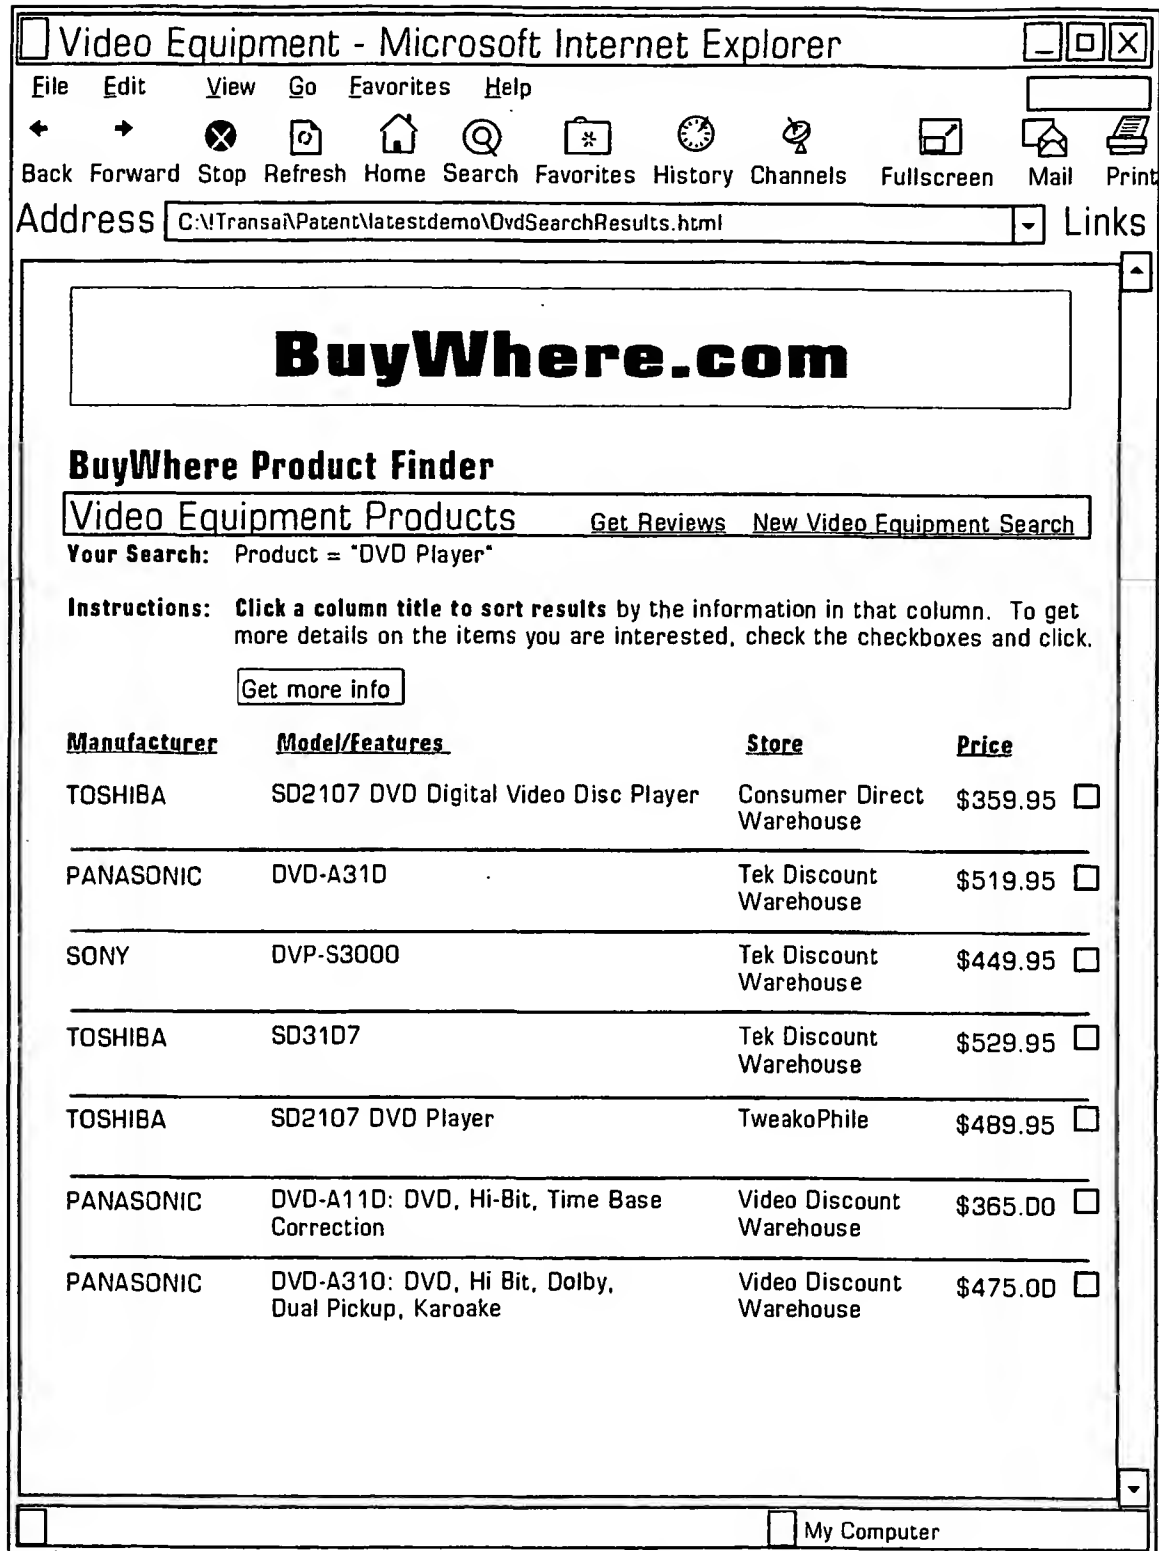 Video Equipment - Microsoft Internet Explorer
File Edit View Go Favorites Help
Back Forward Stop Refresh Home Search Favorites History Channels Fullscreen Mail Print
Address C:\!Transai\Patent\latestdemo\DvdSearchResults.html Links
BuyWhere.com
BuyWhere Product Finder
Video Equipment Products Get Reviews New Video Equipment Search
Your Search: Product = "DVD Player"
Instructions: Click a column title to sort results by the information in that column. To get
more details on the items you are interested, check the checkboxes and click.
Get more info
Manufacturer Model/Features Store Price
TOSHIBA SD2107 DVD Digital Video Disc Player Consumer Direct $359.95
Warehouse
PANASONIC DVD-A310 Tek Discount $519.95
Warehouse
SONY DVP-S3000 Tek Discount $449.95
Warehouse
TOSHIBA SD3107 Tek Discount $529.95
Warehouse
TOSHIBA SD2107 DVD Player TweakoPhile $489.95
PANASONIC DVD-A110: DVD, Hi-Bit, Time Base Video Discount $365.00
Correction Warehouse
PANASONIC DVD-A310: DVD, Hi Bit, Dolby, Video Discount $475.00
Dual Pickup, Karoake Warehouse
My Computer